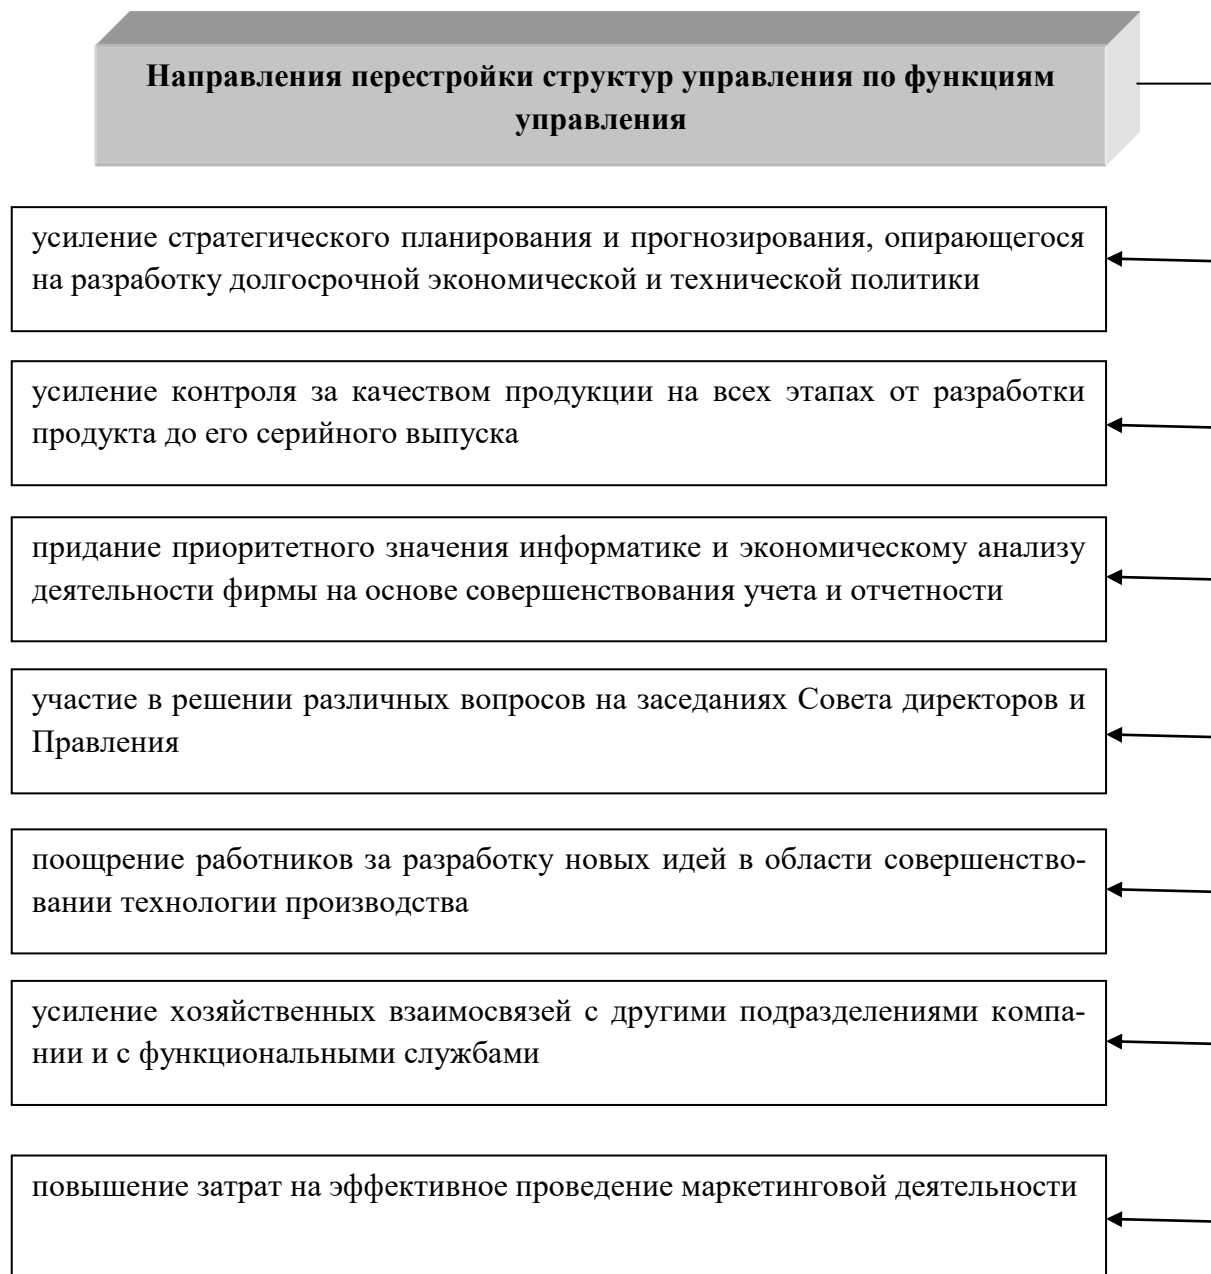 Направления перестройки структур управления по функциям
управления
усиление стратегического планирования и прогнозирования, опирающегося
на разработку долгосрочной экономической и технической политики
усиление контроля за качеством продукции на всех этапах от разработки
продукта до его серийного выпуска
придание приоритетного значения информатике и экономическому анализу
деятельности фирмы на основе совершенствования учета и отчетности
участие в решении различных вопросов на заседаниях Совета директоров и
Правления
поощрение работников за разработку новых идей в области совершенство-
вании технологии производства
усиление хозяйственных взаимосвязей с другими подразделениями компа-
нии и с функциональными службами
повышение затрат на эффективное проведение маркетинговой деятельности